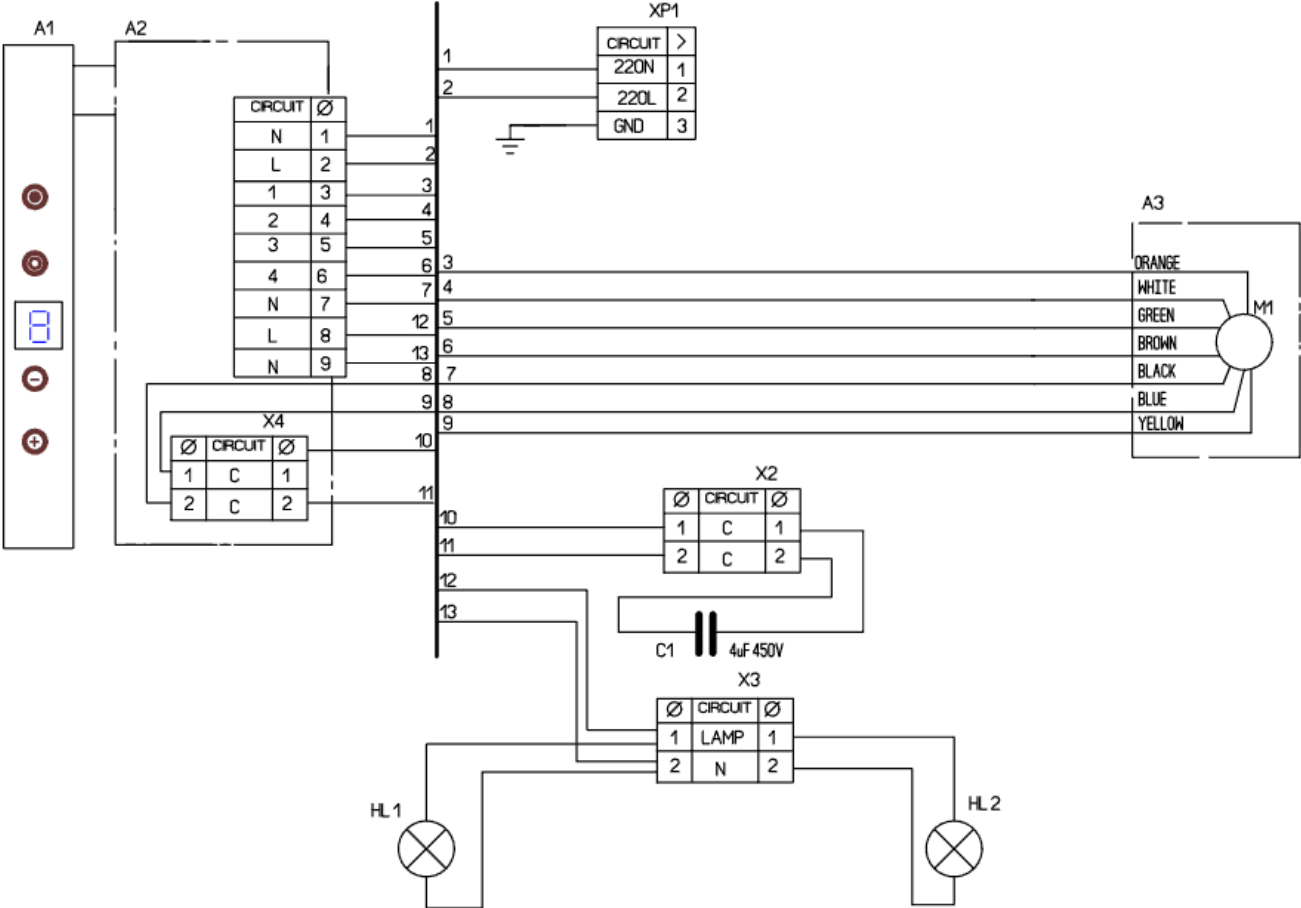 A1
A2
XP1
CIRCUIT >
220N 1
220L 2
GND 3
1
2
CIRCUIT Ø
N 1
L 2
1 3
2 4
3 5
4 6
N 7
L 8
N 9
1
2
3
4
5
6
7
12
13
8
9
10
11
3
4
5
6
7
8
9
10
11
12
13
A3
ORANGE
WHITE
GREEN
BROWN
BLACK
BLUE
YELLOW
M1
8
X4
Ø CIRCUIT Ø
1 C 1
2 C 2
X2
Ø CIRCUIT Ø
1 C 1
2 C 2
C1
4uF 450V
X3
Ø CIRCUIT Ø
1 LAMP 1
2 N 2
HL1
HL2